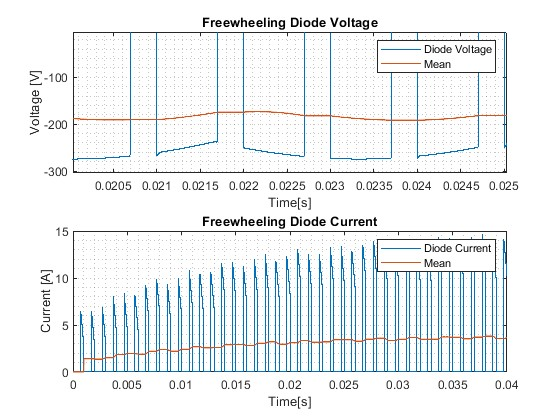 Freewheeling Diode Voltage
Voltage [V]
-100
-200
-300
Diode Voltage
Mean
0.0205 0.021 0.0215 0.022 0.0225 0.023 0.0235 0.024 0.0245 0.025
Time[s]
Freewheeling Diode Current
Current [A]
15
10
5
0
Diode Current
Mean
0 0.005 0.01 0.015 0.02 0.025 0.03 0.035 0.04
Time[s]